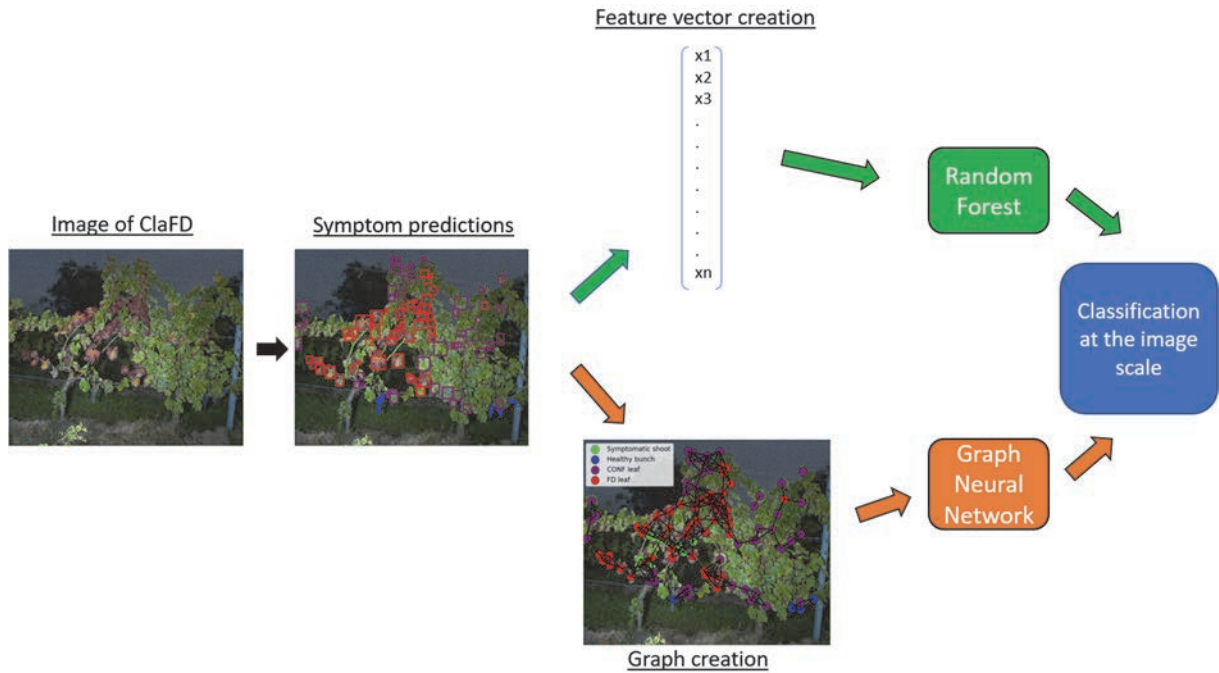 Feature vector creation
x1
x2
x3
.
.
.
.
.
.
.
xn
Random
Forest
Image of ClaFD
Symptom predictions
Classification
at the image
scale
Symptomatic shoot
Healthy bunch
CONF leaf
FD leaf
Graph
Neural
Network
Graph creation